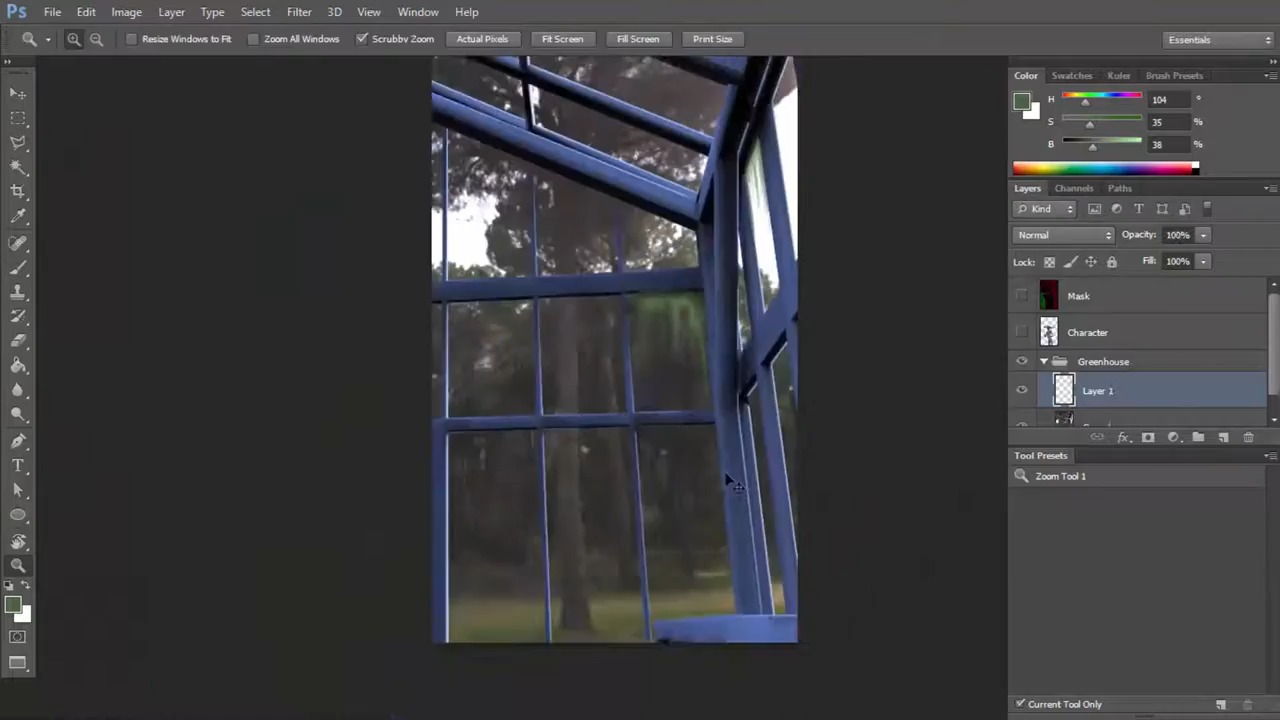 Ps File Edit Image Layer Type Select Filter 3D View Window Help
Resize Windows to Fit Zoom All Windows Scrubby Zoom Actual Pixels Fit Screen Fill Screen Print Size Essentials
Color Swatches Ruler Brush Presets
H 104 °
S 35 %
B 38 %
Layers Channels Paths
Kind T
Normal Opacity: 100%
Lock: Fill: 100%
Mask
Character
Greenhouse
Layer 1
fx
Tool Presets
Zoom Tool 1
T
Current Tool Only